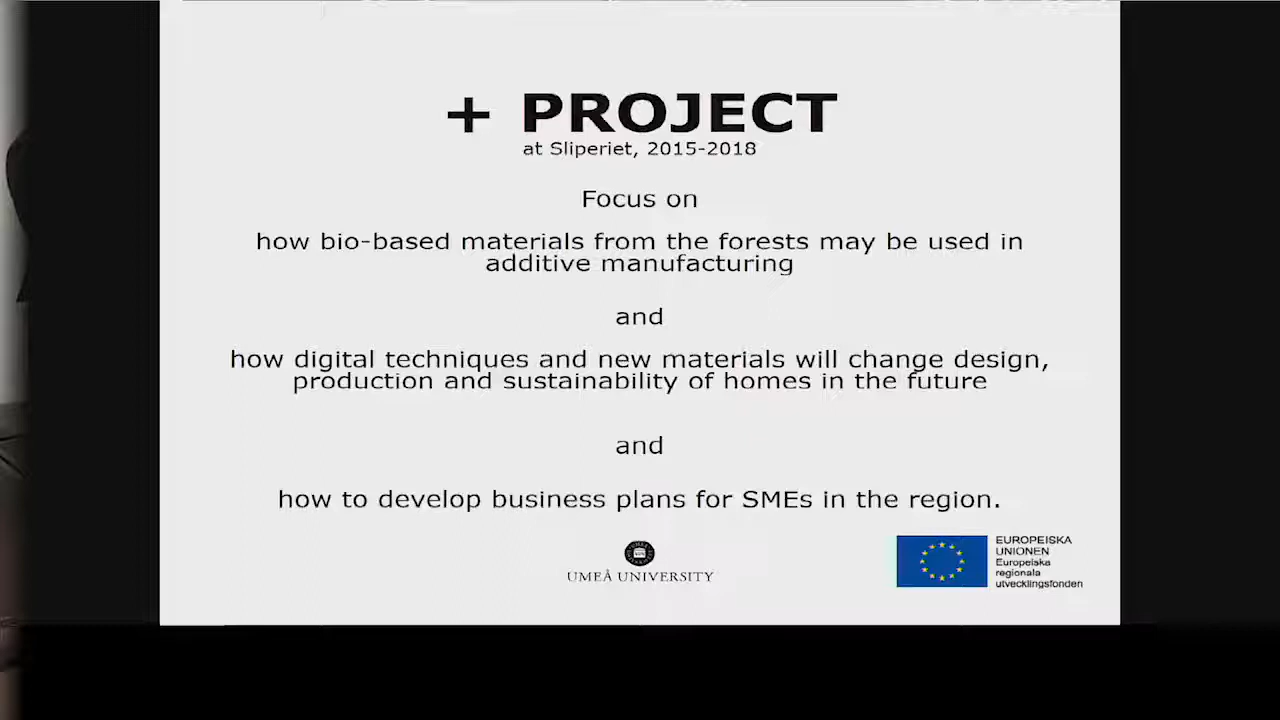 + PROJECT
at Sliperiet, 2015-2018
Focus on
how bio-based materials from the forests may be used in
additive manufacturing
and
how digital techniques and new materials will change design,
production and sustainability of homes in the future
and
how to develop business plans for SMEs in the region.
UMEÅ UNIVERSITY
EUROPEISKA
UNIONEN
Europeiska
regionala
utvecklingsfonden